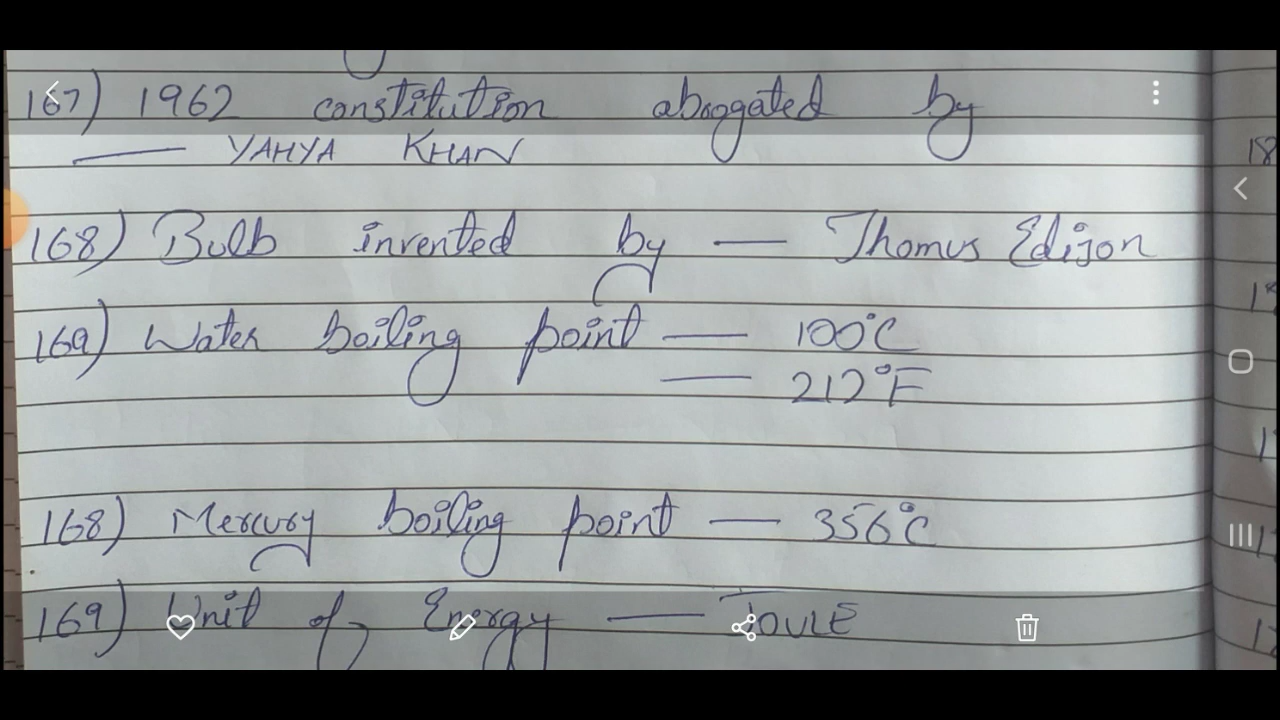 167) 1962 constitution abrogated by
— YAHYA KHAN
168) Bulb invented by — Thomus Edison
169) Water boiling point — 100°C
— 212°F
168) Mercury boiling point — 356°C
169) Unit of Energy — JOULE